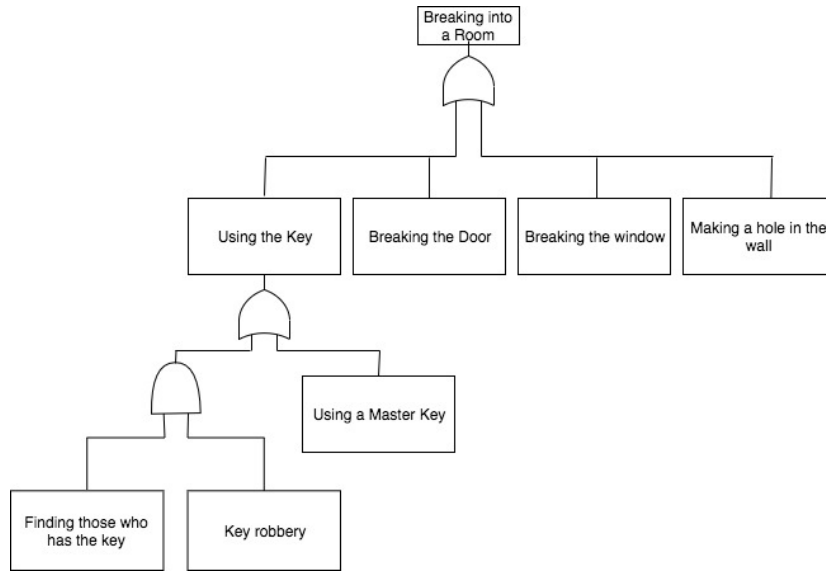 Breaking into
a Room
Using the Key
Breaking the Door
Breaking the window
Making a hole in the
wall
Using a Master Key
Finding those who
has the key
Key robbery